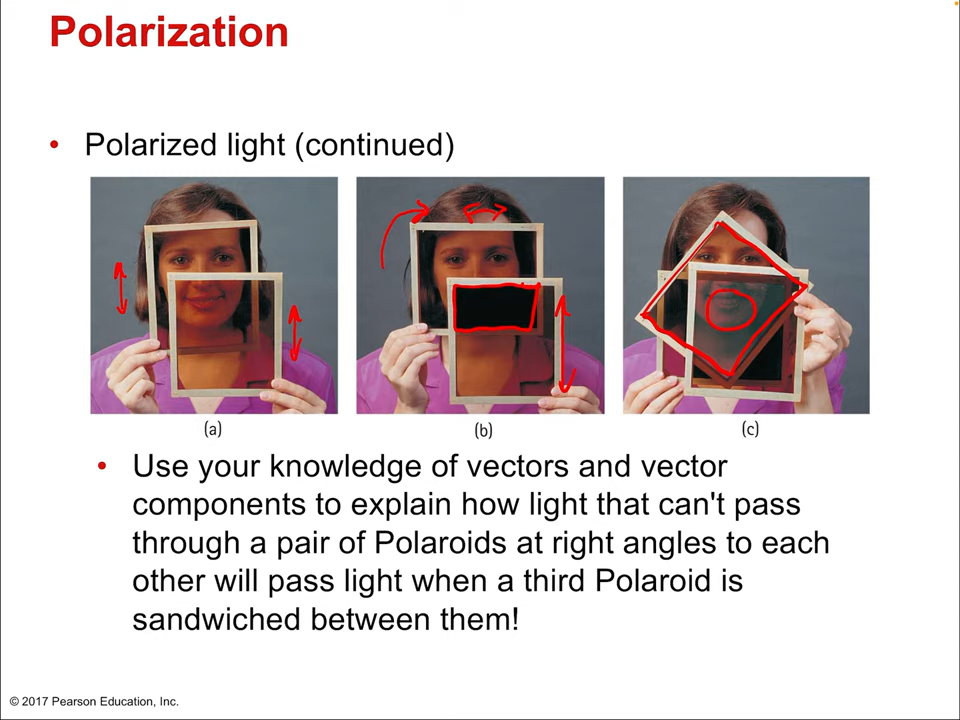 Polarization
• Polarized light (continued)
(a)
(b)
(c)
• Use your knowledge of vectors and vector
components to explain how light that can't pass
through a pair of Polaroids at right angles to each
other will pass light when a third Polaroid is
sandwiched between them!
© 2017 Pearson Education, Inc.